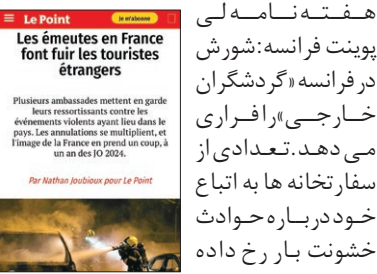 Le Point
Je m'abonne
Les émeutes en France
font fuir les touristes
étrangers
Plusieurs ambassades mettent en garde
leurs ressortissants contre les
événements violents ayant lieu dans le
pays. Les annulations se multiplient, et
l'image de la France en prend un coup, à
un an des JO 2024.
Par Nathan Joubioux pour Le Point
هفته‌نامه لی
پوینت فرانسه: شورش
در فرانسه «گردشگران
خارجی» را فراری
می دهد. تعدادی از
سفارتخانه ها به اتباع
خود درباره حوادث
خشونت بار رخ داده